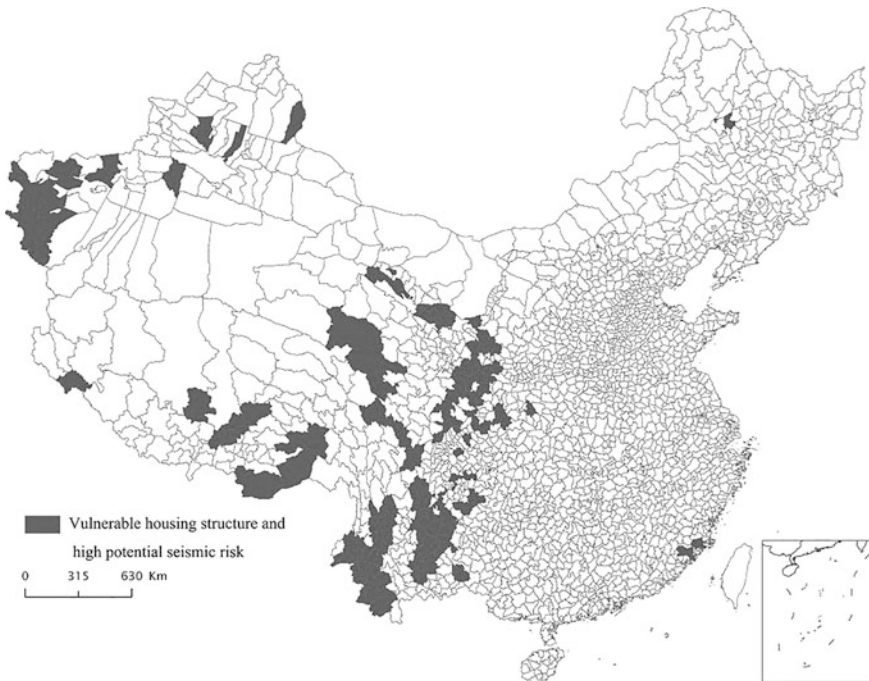 Vulnerable housing structure and
high potential seismic risk
0 315 630 Km